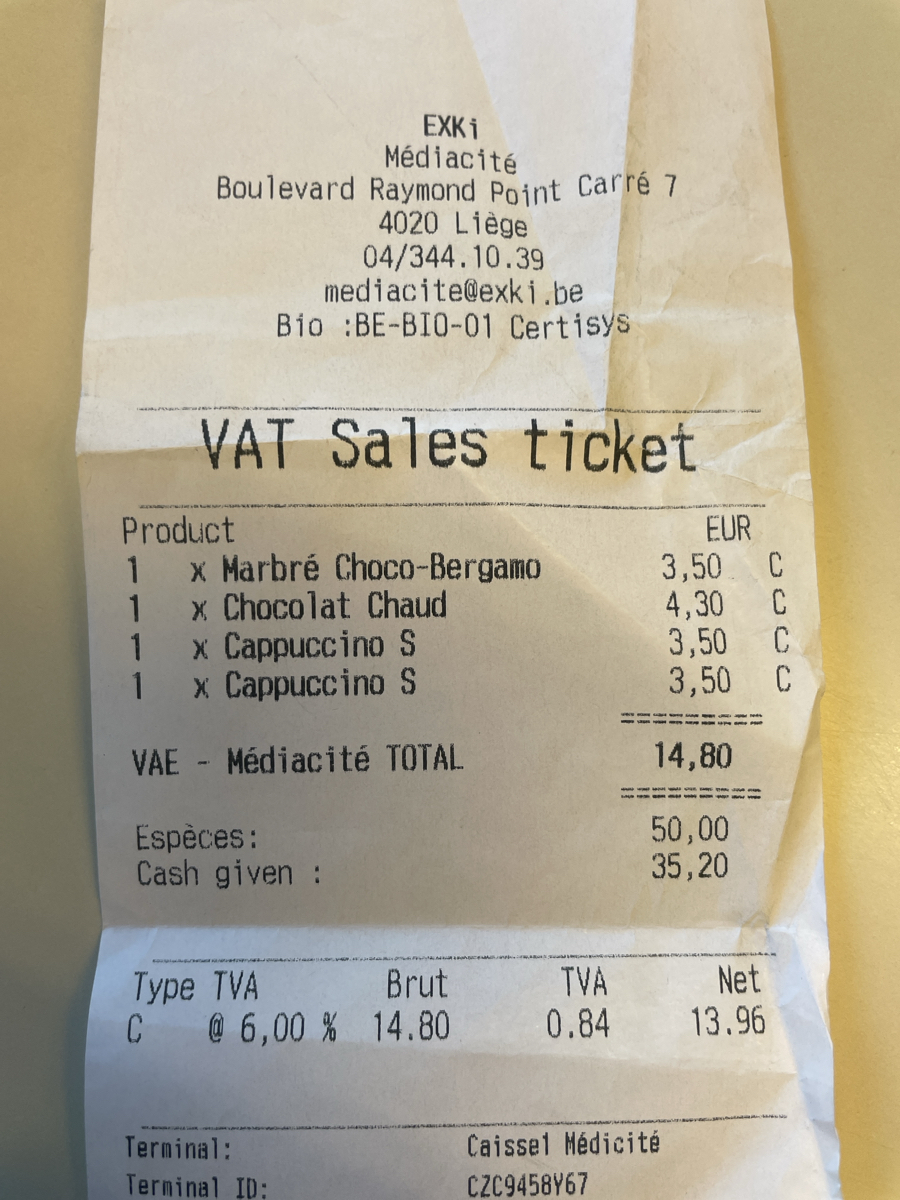 EXKi
Médiacité
Boulevard Raymond Point Carré 7
4020 Liège
04/344.10.39
mediacite@exki.be
Bio :BE-BIO-01 Certisys
VAT Sales ticket
Product EUR
1 x Marbré Choco-Bergamo 3,50 C
1 x Chocolat Chaud 4,30 C
1 x Cappuccino S 3,50 C
1 x Cappuccino S 3,50 C
=========
VAE - Médiacité TOTAL 14,80
=========
Espèces: 50,00
Cash given : 35,20
Type TVA Brut TVA Net
C @ 6,00 % 14.80 0.84 13.96
Terminal: Caisse1 Médicité
Terminal ID: CZC9458Y67